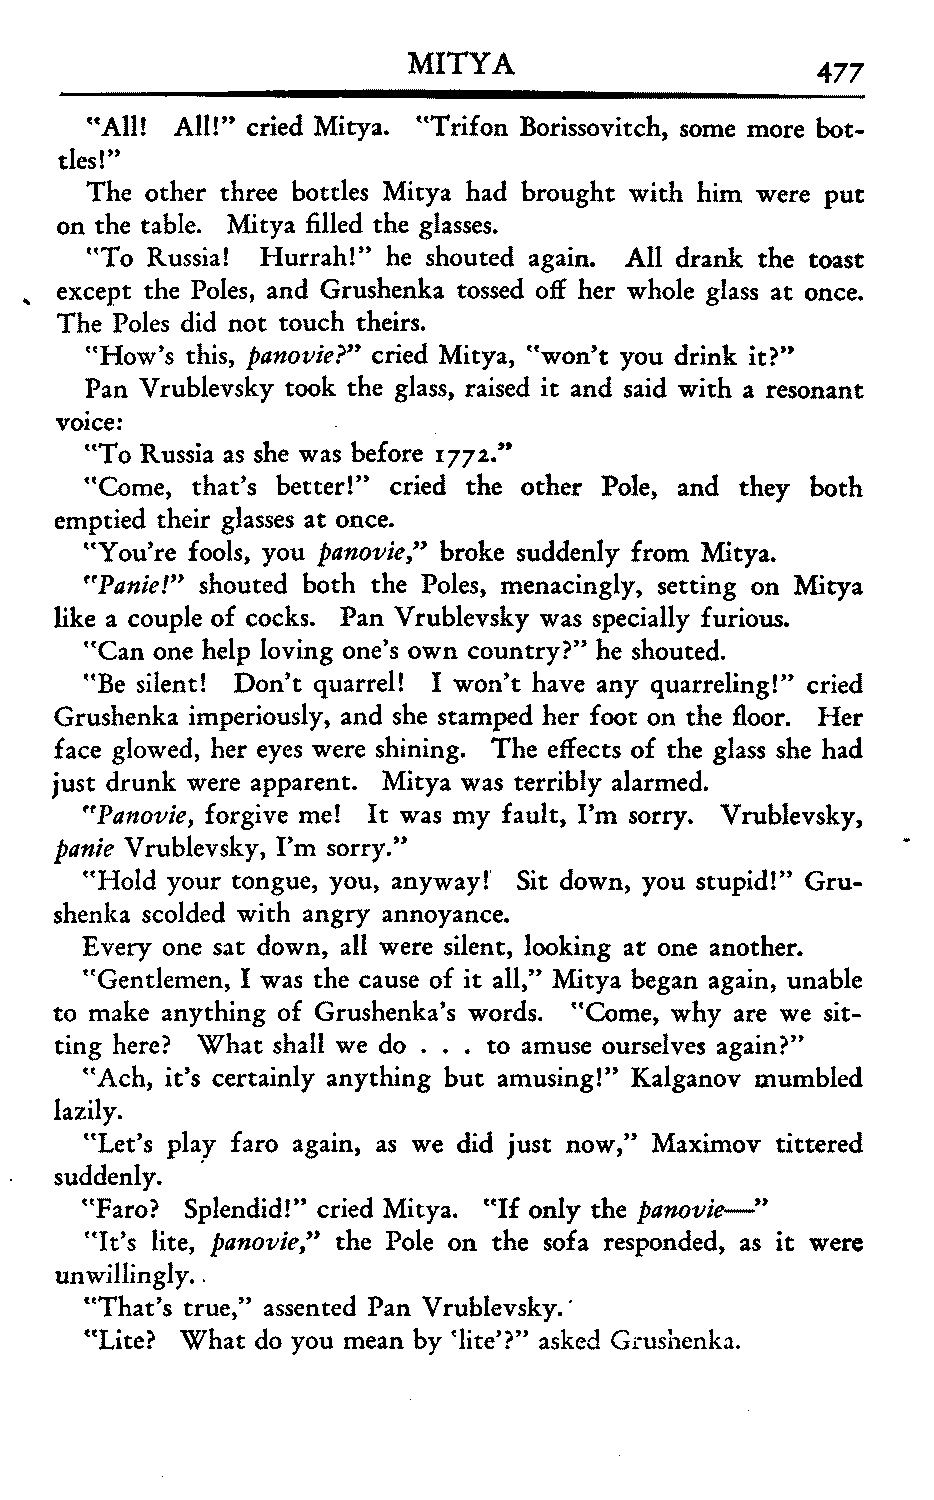 MITYA 477
"All! All!" cried Mitya. "Trifon Borissovitch, some more bot-
tles!"
The other three bottles Mitya had brought with him were put
on the table. Mitya filled the glasses.
"To Russia! Hurrah!" he shouted again. All drank the toast
except the Poles, and Grushenka tossed off her whole glass at once.
The Poles did not touch theirs.
"How's this, panovie?" cried Mitya, "won't you drink it?"
Pan Vrublevsky took the glass, raised it and said with a resonant
voice:
"To Russia as she was before 1772."
"Come, that's better!" cried the other Pole, and they both
emptied their glasses at once.
"You're fools, you panovie," broke suddenly from Mitya.
"Panie!" shouted both the Poles, menacingly, setting on Mitya
like a couple of cocks. Pan Vrublevsky was specially furious.
"Can one help loving one's own country?" he shouted.
"Be silent! Don't quarrel! I won't have any quarreling!" cried
Grushenka imperiously, and she stamped her foot on the floor. Her
face glowed, her eyes were shining. The effects of the glass she had
just drunk were apparent. Mitya was terribly alarmed.
"Panovie, forgive me! It was my fault, I'm sorry. Vrublevsky,
panie Vrublevsky, I'm sorry."
"Hold your tongue, you, anyway! Sit down, you stupid!" Gru-
shenka scolded with angry annoyance.
Every one sat down, all were silent, looking at one another.
"Gentlemen, I was the cause of it all," Mitya began again, unable
to make anything of Grushenka's words. "Come, why are we sit-
ting here? What shall we do . . . to amuse ourselves again?"
"Ach, it's certainly anything but amusing!" Kalganov mumbled
lazily.
"Let's play faro again, as we did just now," Maximov tittered
suddenly.
"Faro? Splendid!" cried Mitya. "If only the panovie—"
"It's lite, panovie," the Pole on the sofa responded, as it were
unwillingly.
"That's true," assented Pan Vrublevsky.
"Lite? What do you mean by 'lite'?" asked Grushenka.